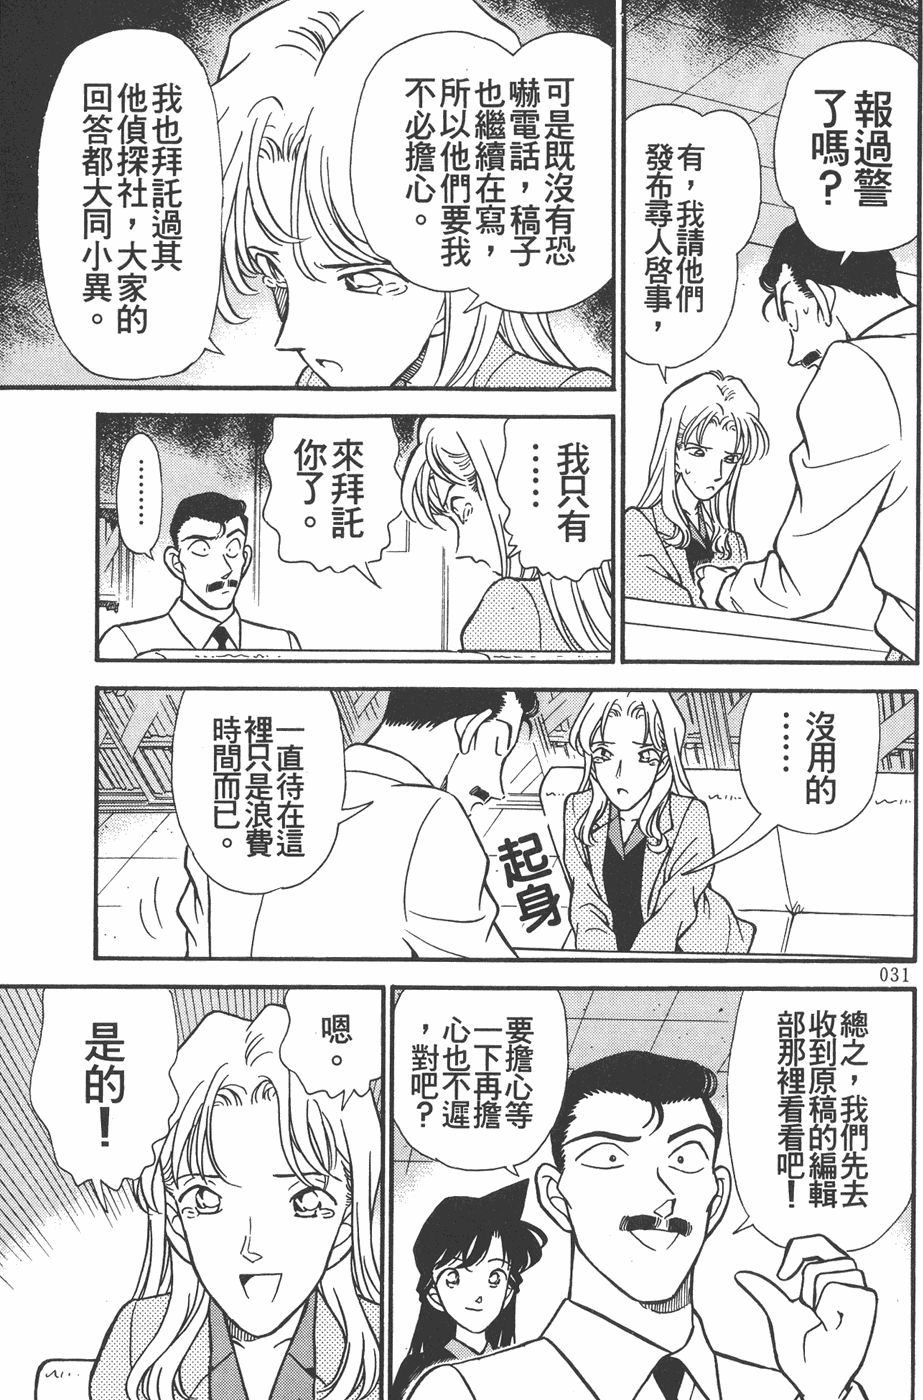 報過警
了嗎？
有，我請他們
發布尋人啓事，
可是既沒有恐
嚇電話，稿子
也繼續在寫，
所以他們要我
不必擔心。
我也拜託過其
他偵探社，大家的
回答都大同小異。
我只有
……
來拜託
你了。
………
沒用的
……
起身
一直待在這
裡只是浪費
時間而已。
031
總之，我們先去
收到原稿的編輯
部那裡看看吧！
要擔心等
一下再擔
心也不遲
，對吧？
嗯。
是的！